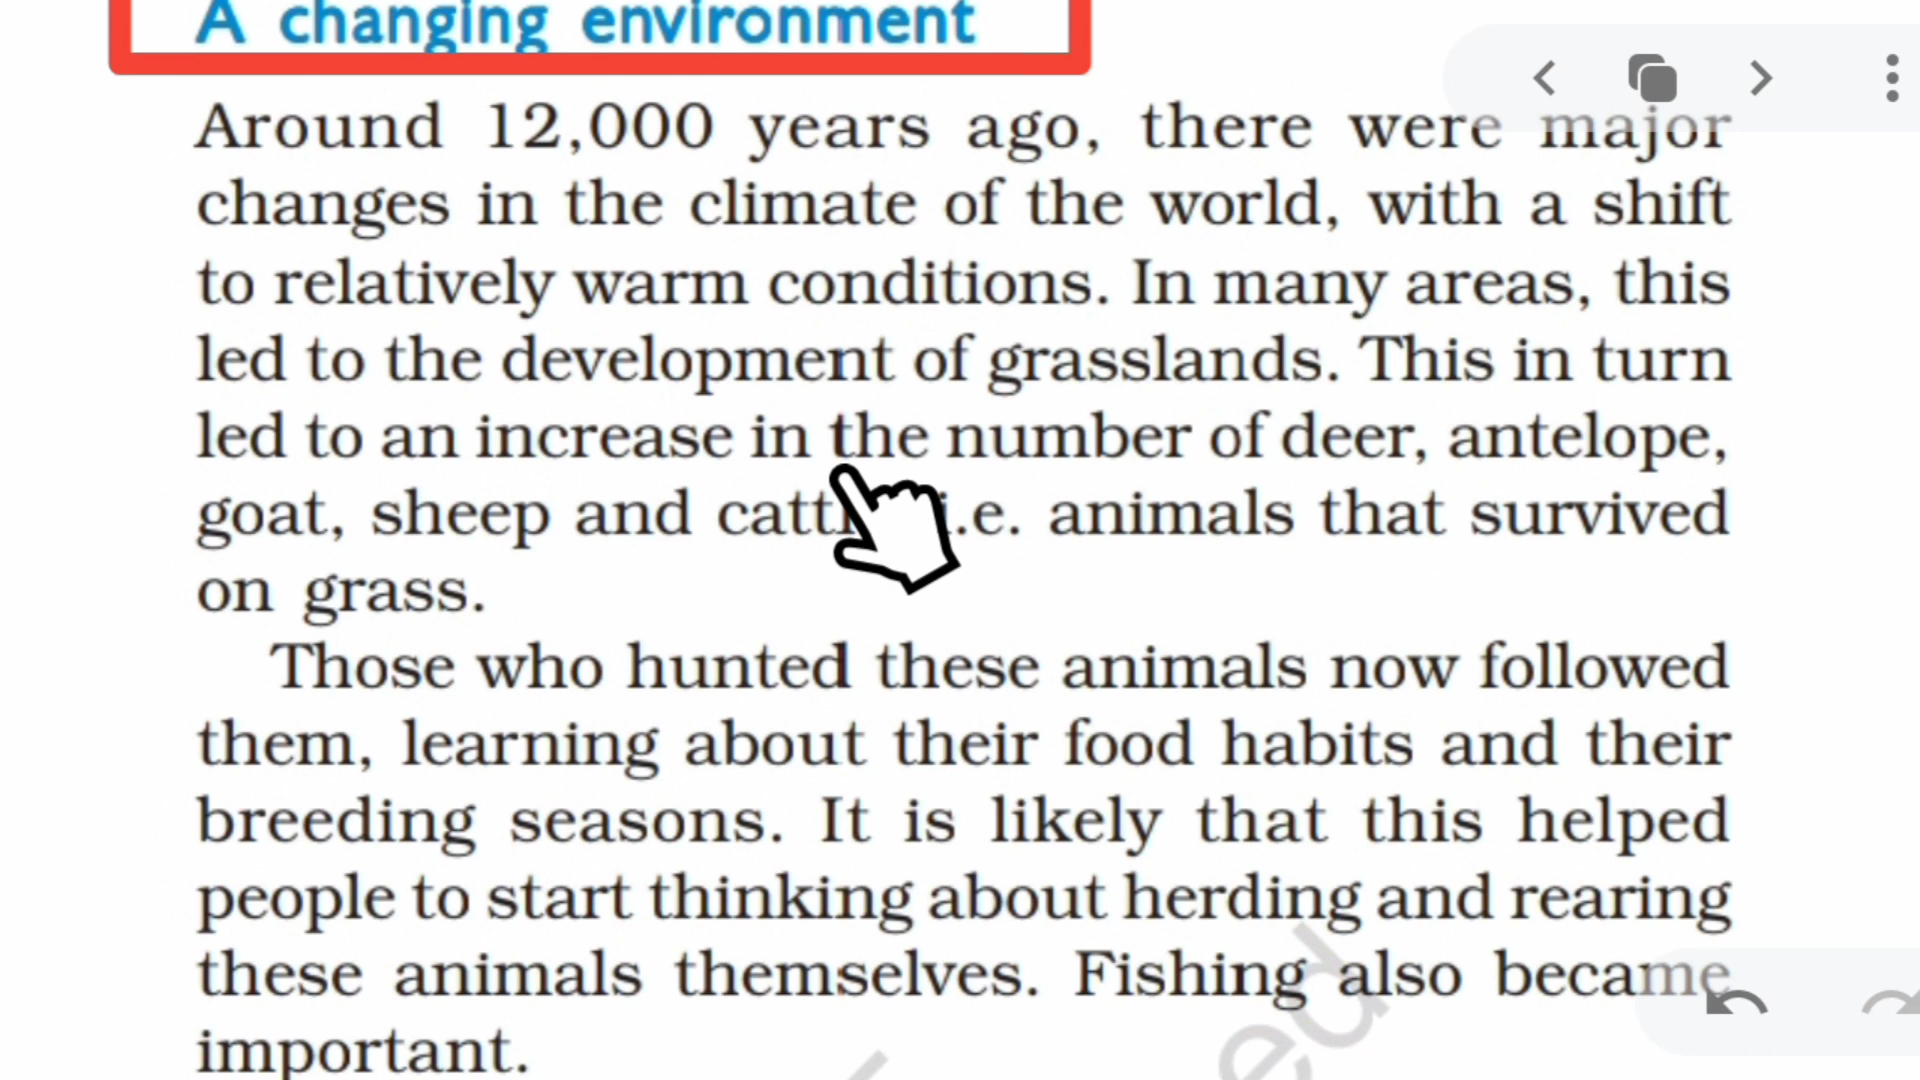 A changing environment
Around 12,000 years ago, there were major
changes in the climate of the world, with a shift
to relatively warm conditions. In many areas, this
led to the development of grasslands. This in turn
led to an increase in the number of deer, antelope,
goat, sheep and i.e. animals that survived
on grass.
Those who hunted these animals now followed
them, learning about their food habits and their
breeding seasons. It is likely that this helped
people to start thinking about herding and rearing
these animals themselves. Fishing also became
important.